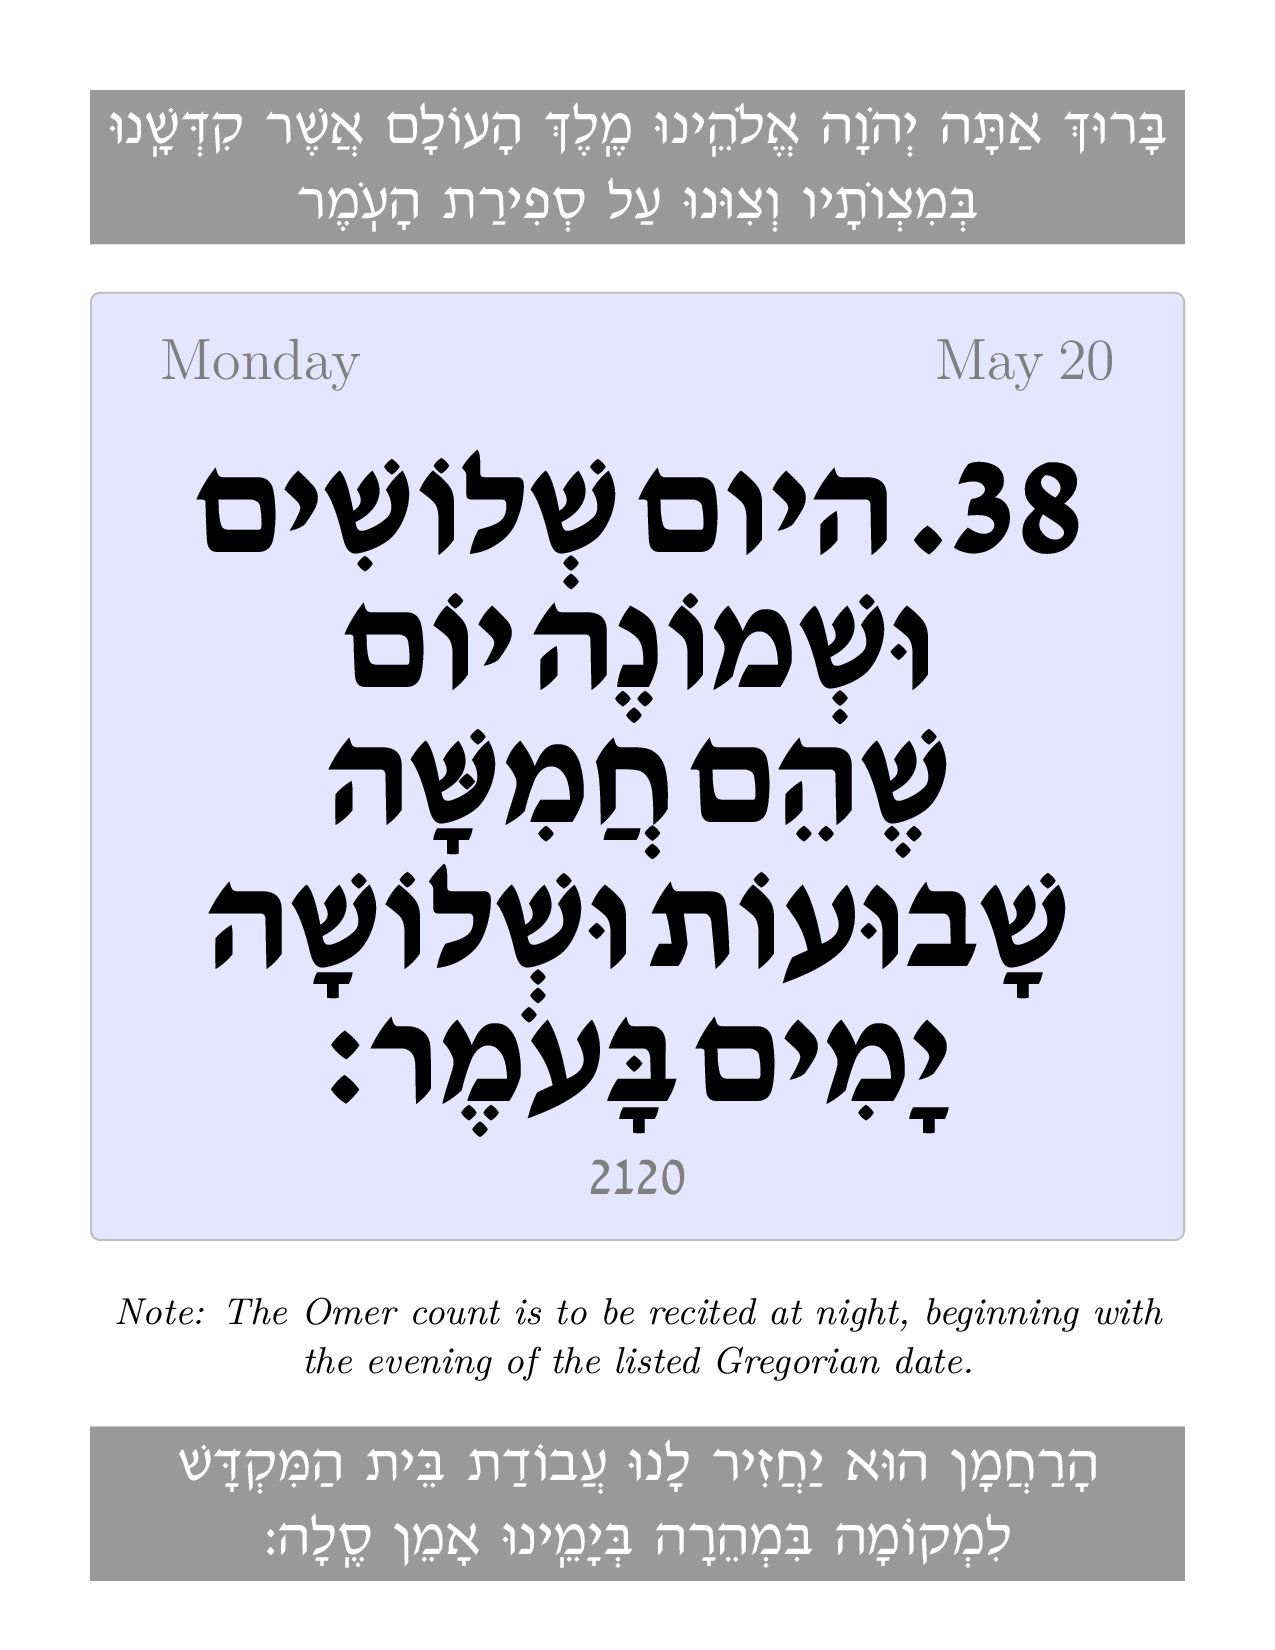 בָּרוּךְ אַתָּה יְהֹוָה אֱלֹהֵֽינוּ מֶֽלֶךְ הָעוֹלָם אֲשֶׁר קִדְּשָֽׁנוּ
בְּמִצְוֹתָיו וְצִוּנוּ עַל סְפִירַת הָעֹֽמֶר
Monday May 20
38. היום שְׁלוֹשִׁים
וּשְׁמוֹנֶה יוֹם
שֶׁהֵם חֲמִשָּׁה
שָׁבוּעוֹת וּשְׁלוֹשָׁה
יָמִים בָּעֹמֶר:
2120
Note: The Omer count is to be recited at night, beginning with
the evening of the listed Gregorian date.
הָרַחֲמָן הוּא יַחֲזִיר לָנוּ עֲבוֹדַת בֵּית הַמִּקְדָּשׁ
לִמְקוֹמָהּ בִּמְהֵרָה בְּיָמֵֽינוּ אָמֵן סֶֽלָה: